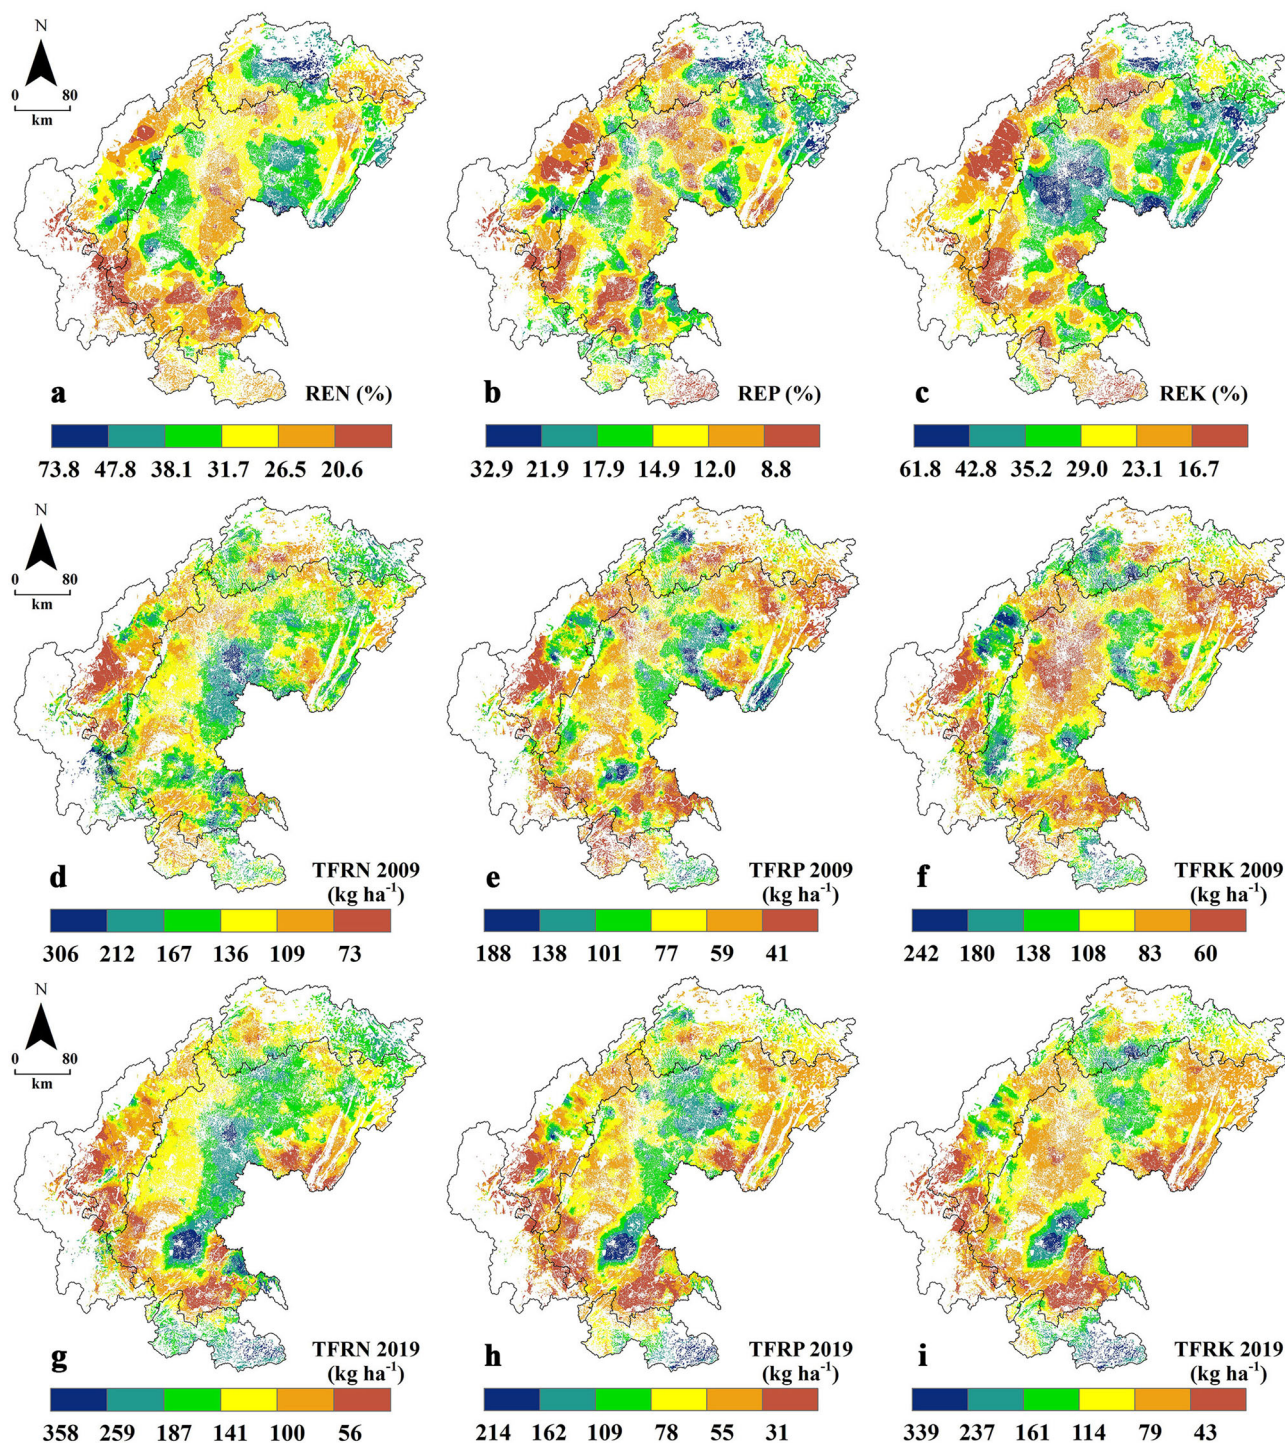 N
0 80
km
a REN (%)
b REP (%)
c REK (%)
73.8 47.8 38.1 31.7 26.5 20.6
32.9 21.9 17.9 14.9 12.0 8.8
61.8 42.8 35.2 29.0 23.1 16.7
N
0 80
km
d TFRN 2009
(kg ha⁻¹)
e TFRP 2009
(kg ha⁻¹)
f TFRK 2009
(kg ha⁻¹)
306 212 167 136 109 73
188 138 101 77 59 41
242 180 138 108 83 60
N
0 80
km
g TFRN 2019
(kg ha⁻¹)
h TFRP 2019
(kg ha⁻¹)
i TFRK 2019
(kg ha⁻¹)
358 259 187 141 100 56
214 162 109 78 55 31
339 237 161 114 79 43